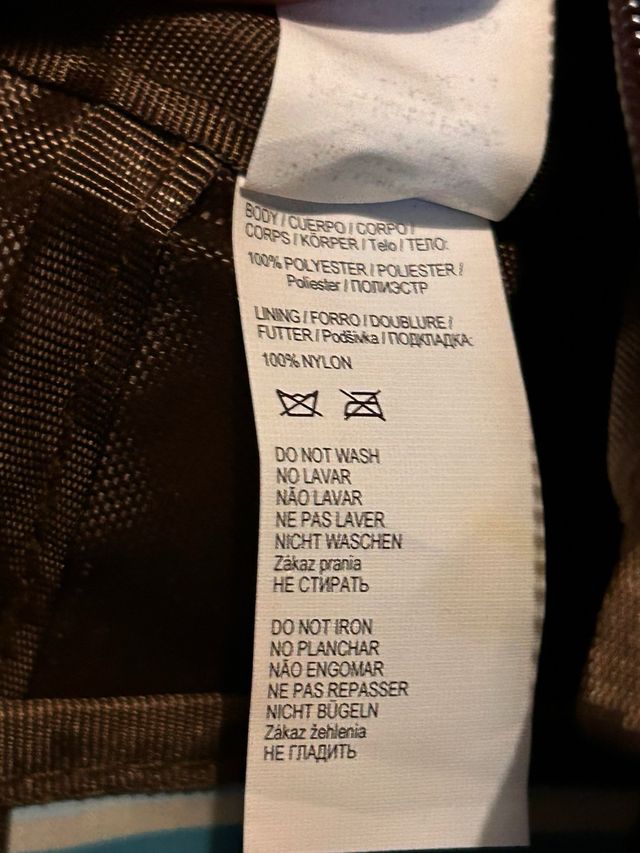 BODY / CUERPO / CORPO /
CORPS / KÖRPER / Telo / ТЕЛО:
100% POLYESTER / POLIESTER /
Poliester / ПОЛИЭСТР
LINING / FORRO / DOUBLURE /
FUTTER / Podšivka / ПОДКЛАДКА:
100% NYLON
DO NOT WASH
NO LAVAR
NÃO LAVAR
NE PAS LAVER
NICHT WASCHEN
Zákaz prania
НЕ СТИРАТЬ
DO NOT IRON
NO PLANCHAR
NÃO ENGOMAR
NE PAS REPASSER
NICHT BÜGELN
Zákaz žehlenia
НЕ ГЛАДИТЬ